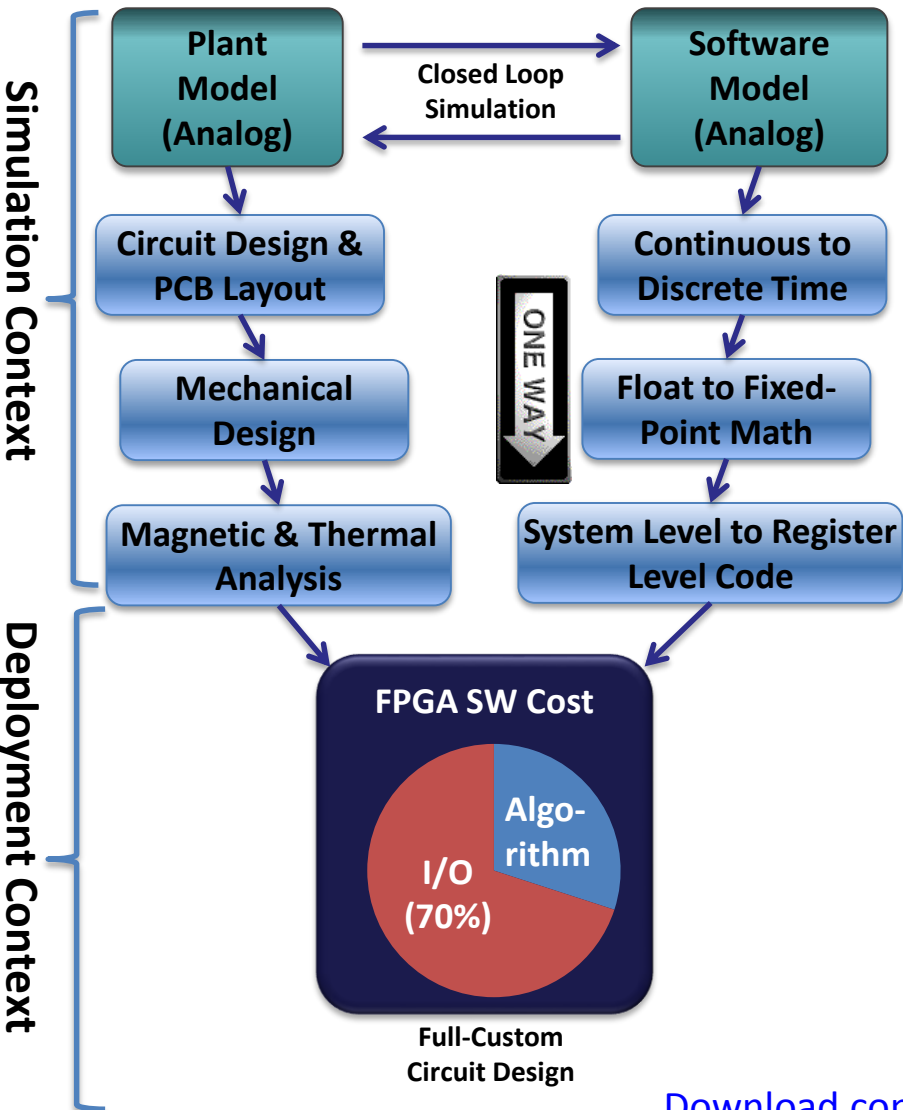 Simulation Context
Plant
Model
(Analog)
Closed Loop
Simulation
Software
Model
(Analog)
Circuit Design &
PCB Layout
Continuous to
Discrete Time
ONE WAY
Mechanical
Design
Float to Fixed-
Point Math
Magnetic & Thermal
Analysis
System Level to Register
Level Code
Deployment Context
FPGA SW Cost
Algo-
rithm
I/O
(70%)
Full-Custom
Circuit Design
Download